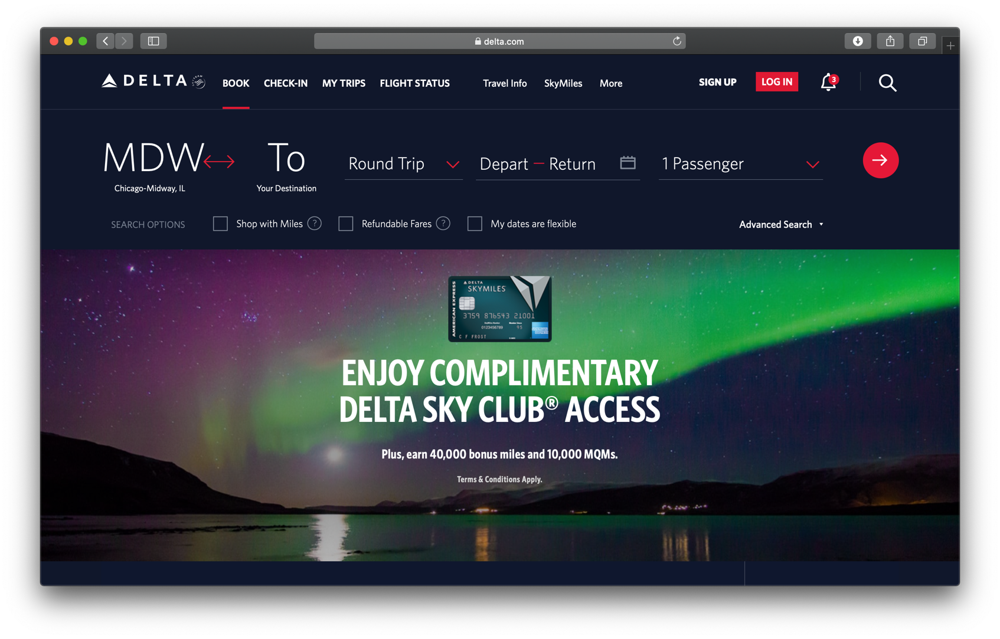 delta.com
DELTA
BOOK
CHECK-IN
MY TRIPS
FLIGHT STATUS
Travel Info
SkyMiles
More
SIGN UP
LOG IN
3
MDW
To
Round Trip
Depart — Return
1 Passenger
Chicago-Midway, IL
Your Destination
SEARCH OPTIONS
Shop with Miles ?
Refundable Fares ?
My dates are flexible
Advanced Search
AMERICAN EXPRESS
DELTA
SKYMILES
3759 876543 21001
0123456789 95
C F FROST
ENJOY COMPLIMENTARY
DELTA SKY CLUB® ACCESS
Plus, earn 40,000 bonus miles and 10,000 MQMs.
Terms & Conditions Apply.